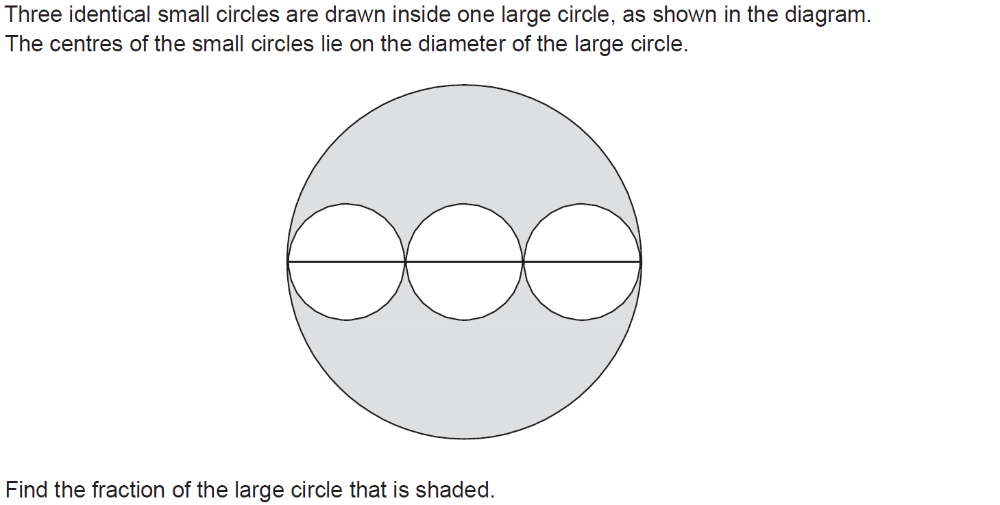 Three identical small circles are drawn inside one large circle, as shown in the diagram.
The centres of the small circles lie on the diameter of the large circle.
Find the fraction of the large circle that is shaded.